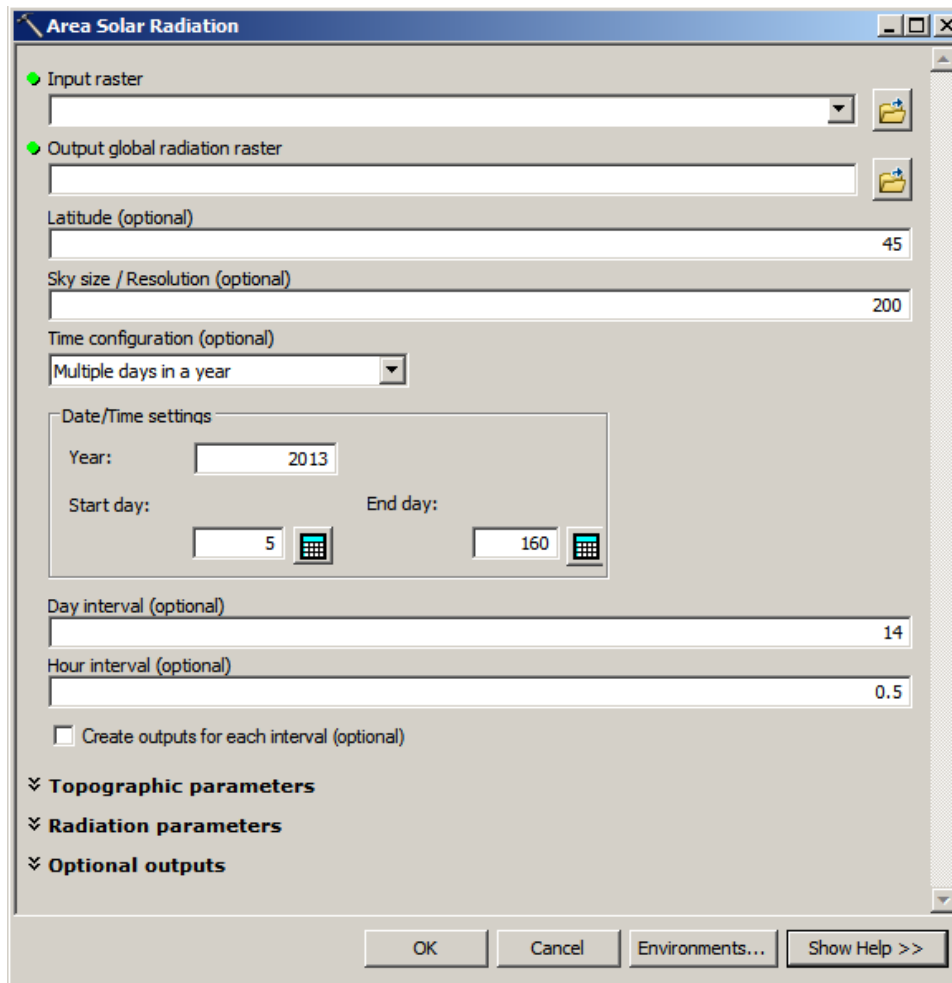 Area Solar Radiation
Input raster
Output global radiation raster
Latitude (optional)
45
Sky size / Resolution (optional)
200
Time configuration (optional)
Multiple days in a year
Date/Time settings
Year: 2013
Start day: End day:
5 160
Day interval (optional)
14
Hour interval (optional)
0.5
Create outputs for each interval (optional)
Topographic parameters
Radiation parameters
Optional outputs
OK Cancel Environments... Show Help >>